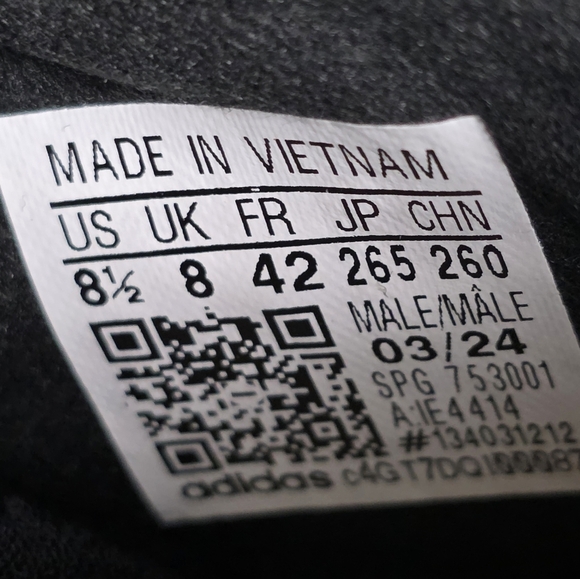 MADE IN VIETNAM
US UK FR JP CHN
8½ 8 42 265 260
MALE/MÂLE
03/24
SPG 753001
A:IE4414
#134031212
adidas